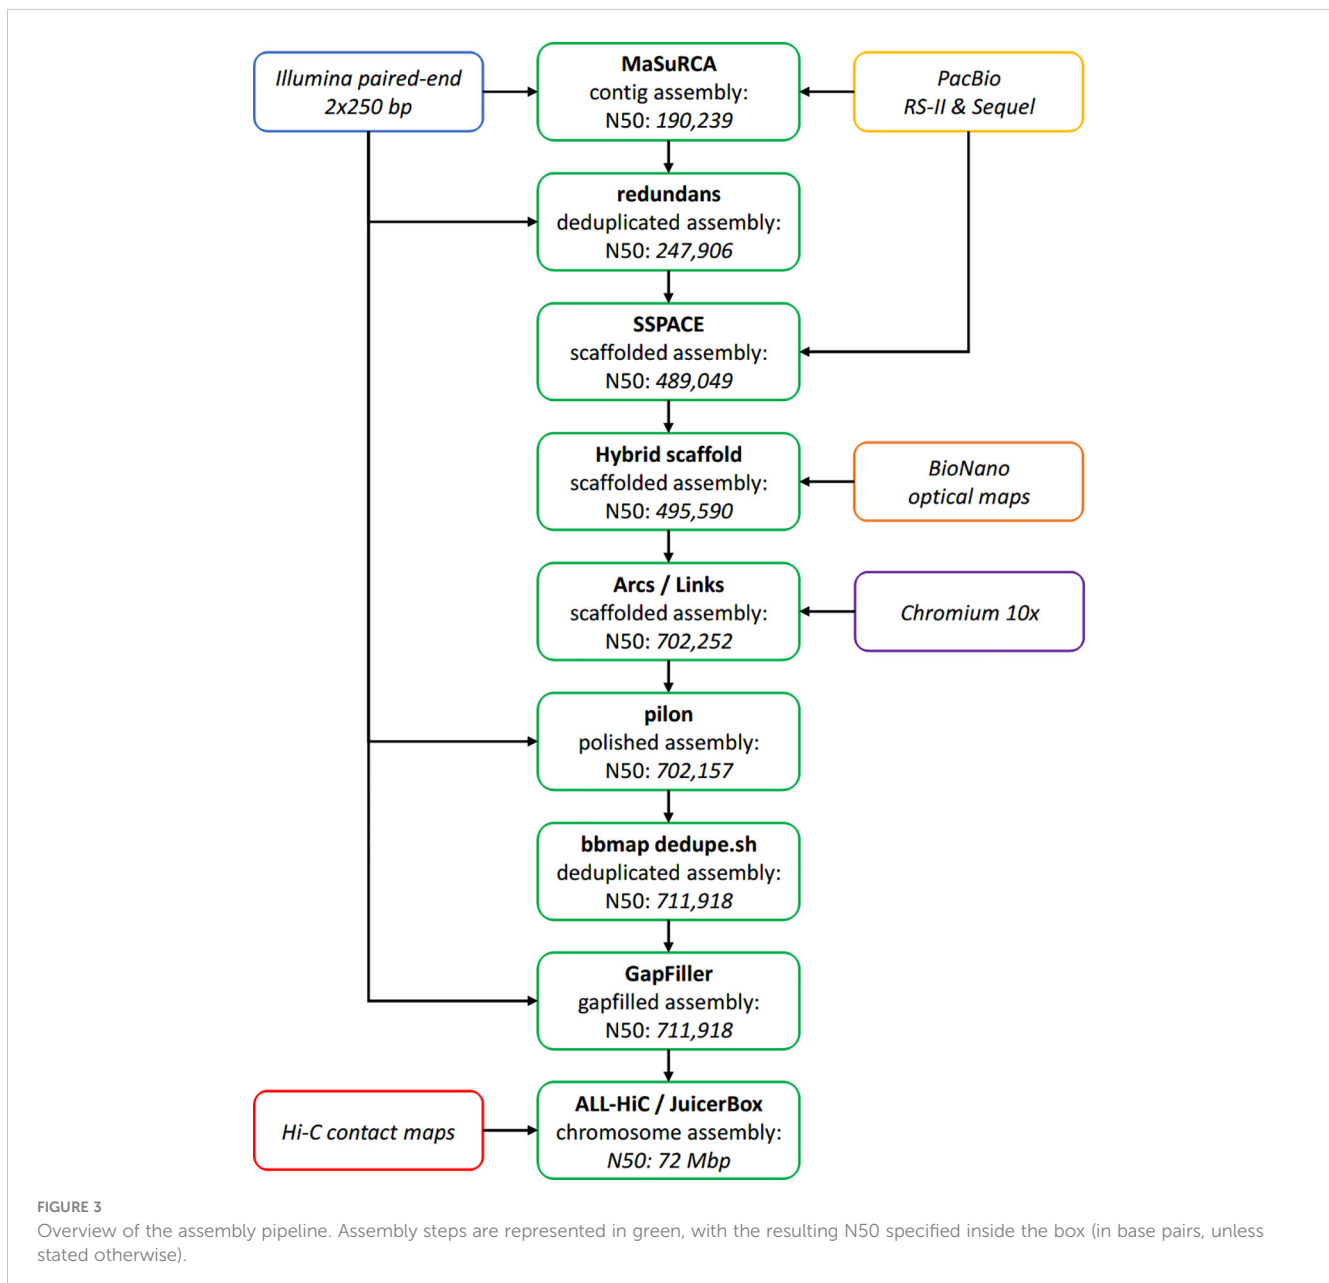 Illumina paired-end
2x250 bp
MaSuRCA
contig assembly:
N50: 190,239
PacBio
RS-II & Sequel
redundans
deduplicated assembly:
N50: 247,906
SSPACE
scaffolded assembly:
N50: 489,049
Hybrid scaffold
scaffolded assembly:
N50: 495,590
BioNano
optical maps
Arcs / Links
scaffolded assembly:
N50: 702,252
Chromium 10x
pilon
polished assembly:
N50: 702,157
bbmap dedupe.sh
deduplicated assembly:
N50: 711,918
GapFiller
gapfilled assembly:
N50: 711,918
Hi-C contact maps
ALL-HiC / JuicerBox
chromosome assembly:
N50: 72 Mbp
FIGURE 3
Overview of the assembly pipeline. Assembly steps are represented in green, with the resulting N50 specified inside the box (in base pairs, unless
stated otherwise).